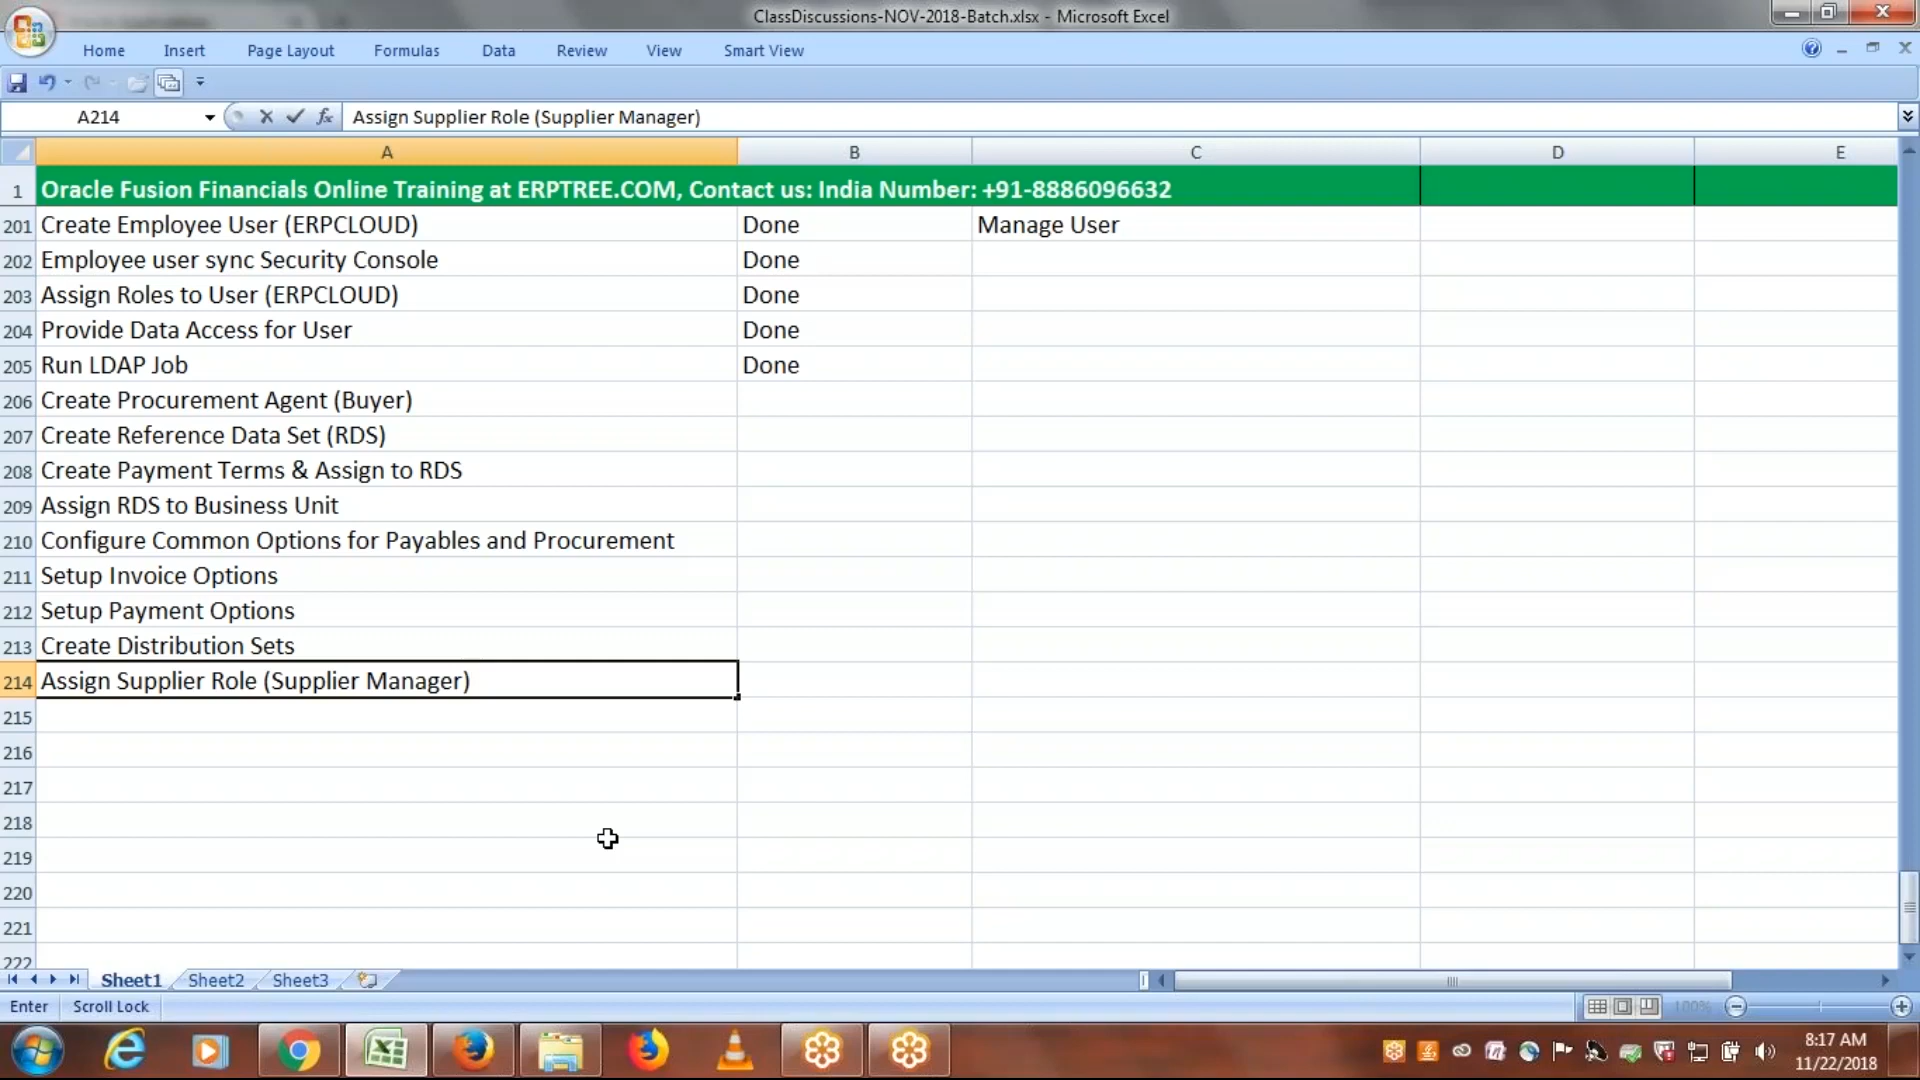 ClassDiscussions-NOV-2018-Batch.xlsx - Microsoft Excel
Home Insert Page Layout Formulas Data Review View Smart View
A214 fx Assign Supplier Role (Supplier Manager)
A B C D E
1 Oracle Fusion Financials Online Training at ERPTREE.COM, Contact us: India Number: +91-8886096632
201 Create Employee User (ERPCLOUD) Done Manage User
202 Employee user sync Security Console Done
203 Assign Roles to User (ERPCLOUD) Done
204 Provide Data Access for User Done
205 Run LDAP Job Done
206 Create Procurement Agent (Buyer)
207 Create Reference Data Set (RDS)
208 Create Payment Terms & Assign to RDS
209 Assign RDS to Business Unit
210 Configure Common Options for Payables and Procurement
211 Setup Invoice Options
212 Setup Payment Options
213 Create Distribution Sets
214 Assign Supplier Role (Supplier Manager)
215
216
217
218
219
220
221
222
Sheet1 Sheet2 Sheet3
Enter Scroll Lock 100%
8:17 AM
11/22/2018